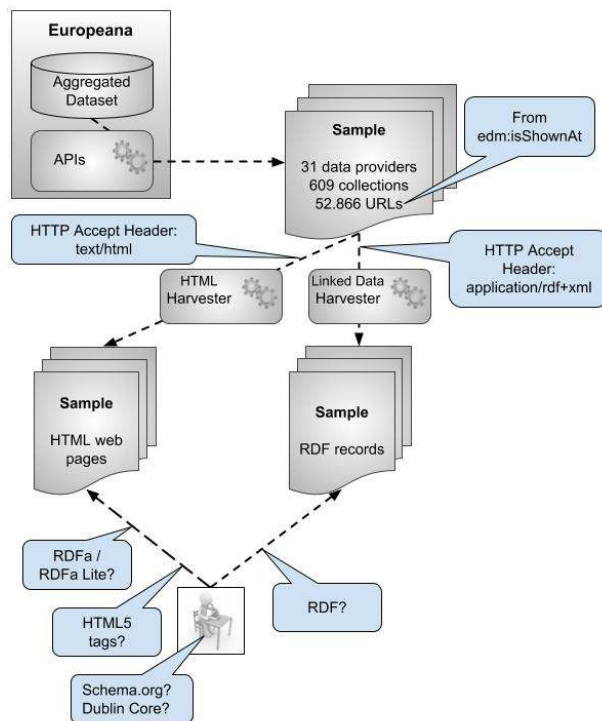 Europeana
Aggregated
Dataset
APIs
Sample
31 data providers
609 collections
52.866 URLs
From
edm:isShownAt
HTTP Accept Header:
text/html
HTTP Accept
Header:
application/rdf+xml
HTML
Harvester
Linked Data
Harvester
Sample
HTML web
pages
Sample
RDF records
RDFa /
RDFa Lite?
HTML5
tags?
RDF?
Schema.org?
Dublin Core?